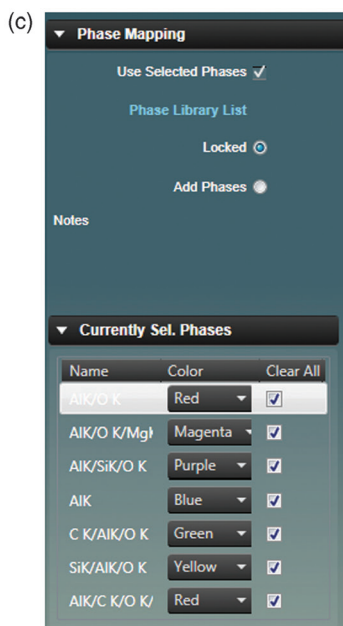 (c)
Phase Mapping
Use Selected Phases
Phase Library List
Locked
Add Phases
Notes
Currently Sel. Phases
Name Color Clear All
AlK/O K Red
AlK/O K/Mgk Magenta
AlK/SiK/O K Purple
AlK Blue
C K/AlK/O K Green
SiK/AlK/O K Yellow
AlK/C K/O K/ Red